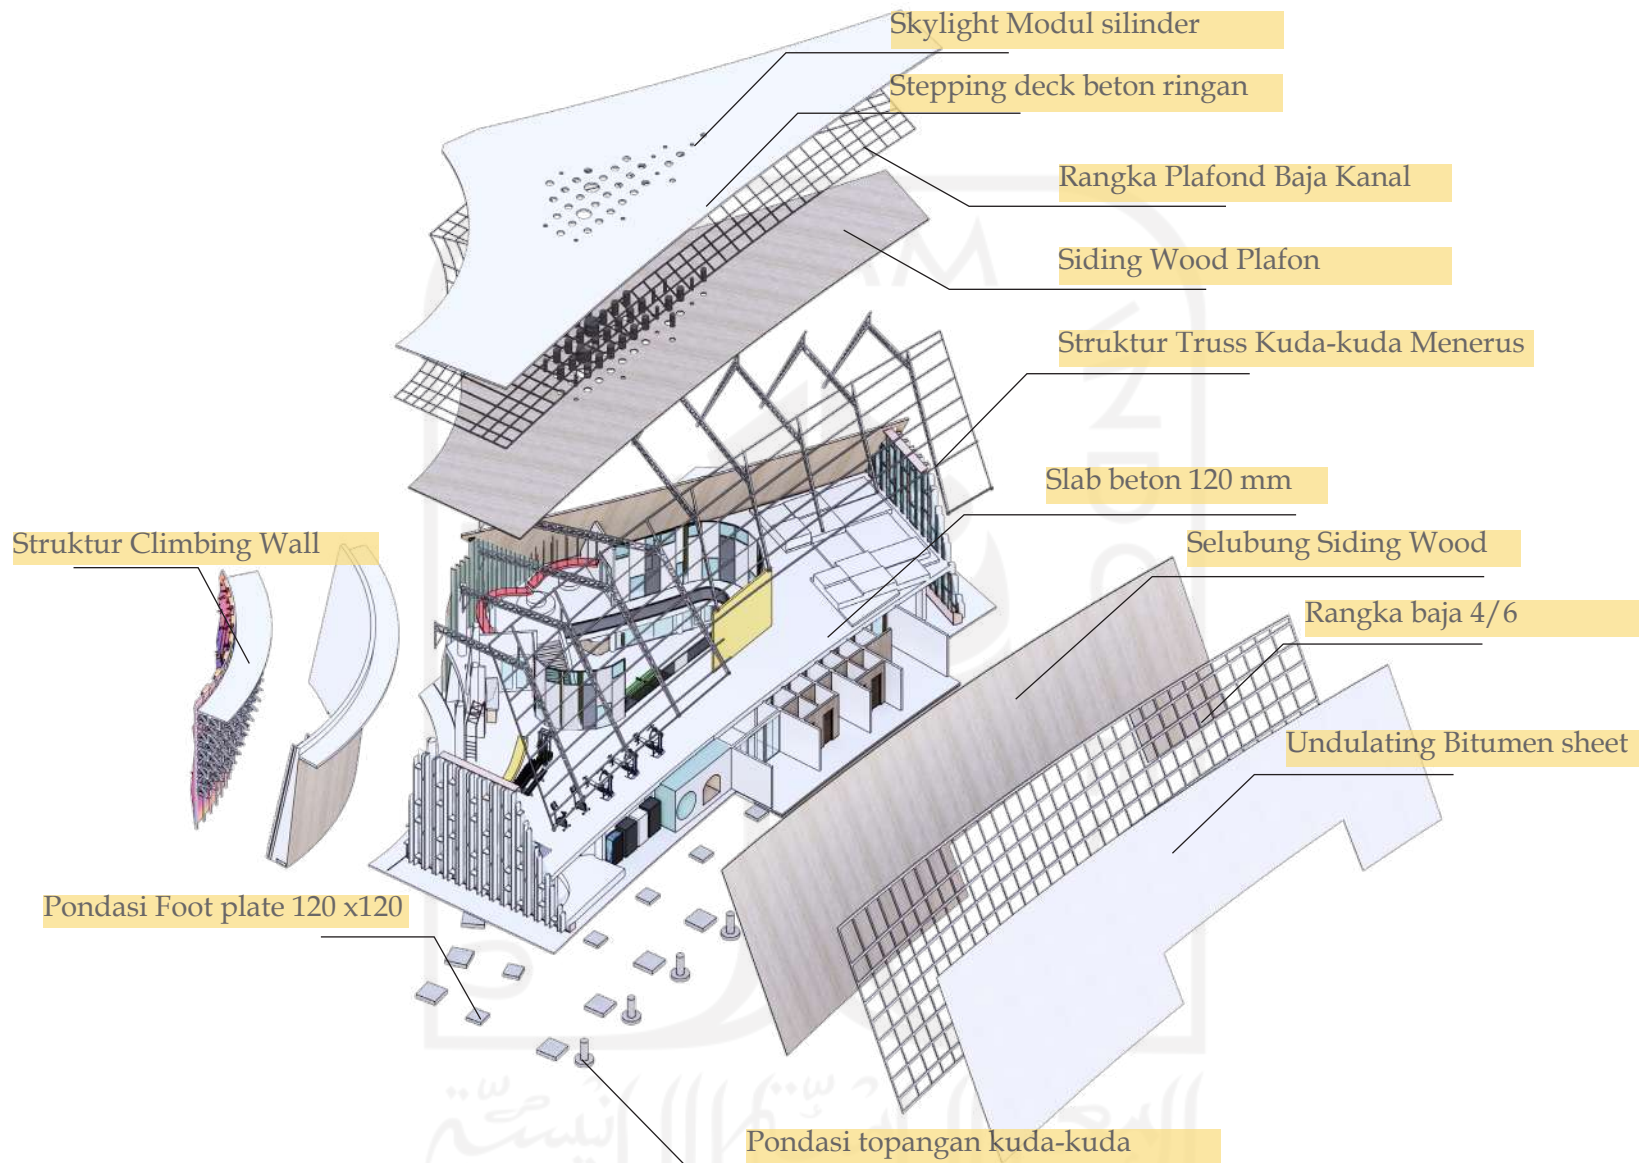 Skylight Modul silinder
Stepping deck beton ringan
Rangka Plafond Baja Kanal
Siding Wood Plafon
Struktur Truss Kuda-kuda Menerus
Slab beton 120 mm
Selubung Siding Wood
Struktur Climbing Wall
Rangka baja 4/6
Undulating Bitumen sheet
Pondasi Foot plate 120 x120
Pondasi topangan kuda-kuda